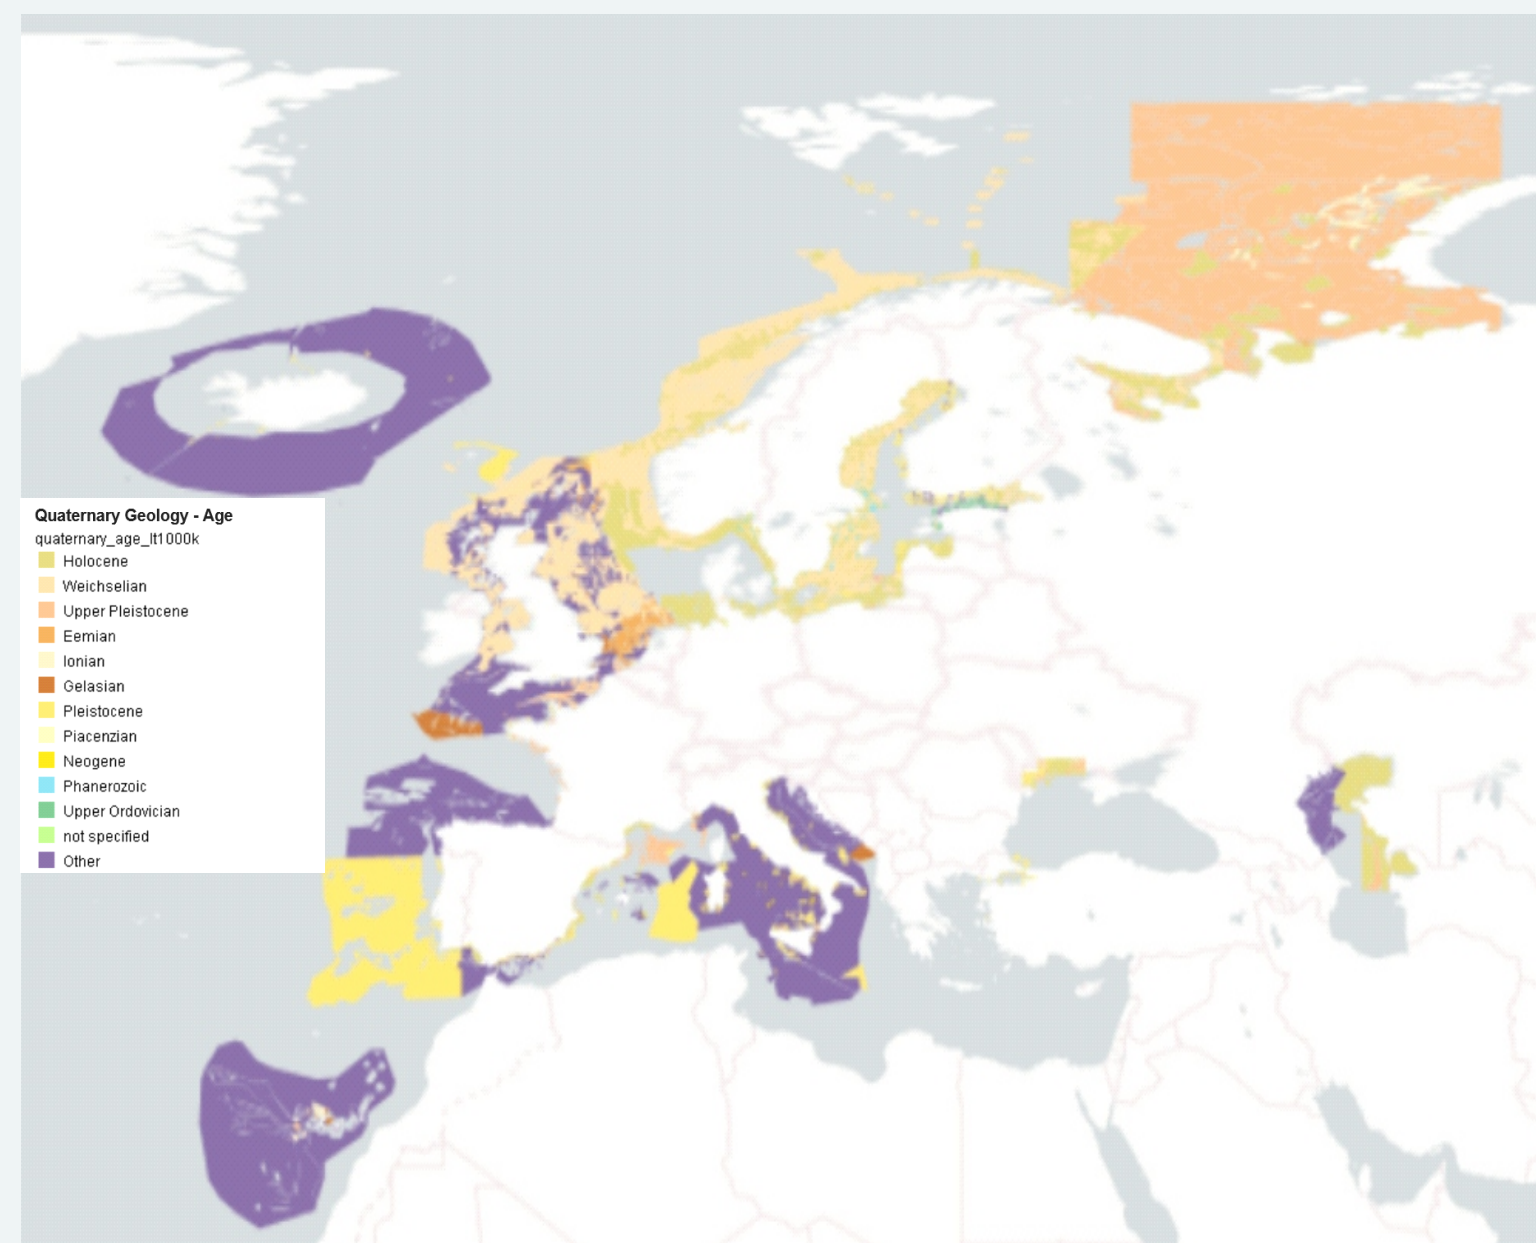 Quaternary Geology - Age
quaternary_age_lt1000k
Holocene
Weichselian
Upper Pleistocene
Eemian
Ionian
Gelasian
Pleistocene
Piacenzian
Neogene
Phanerozoic
Upper Ordovician
not specified
Other